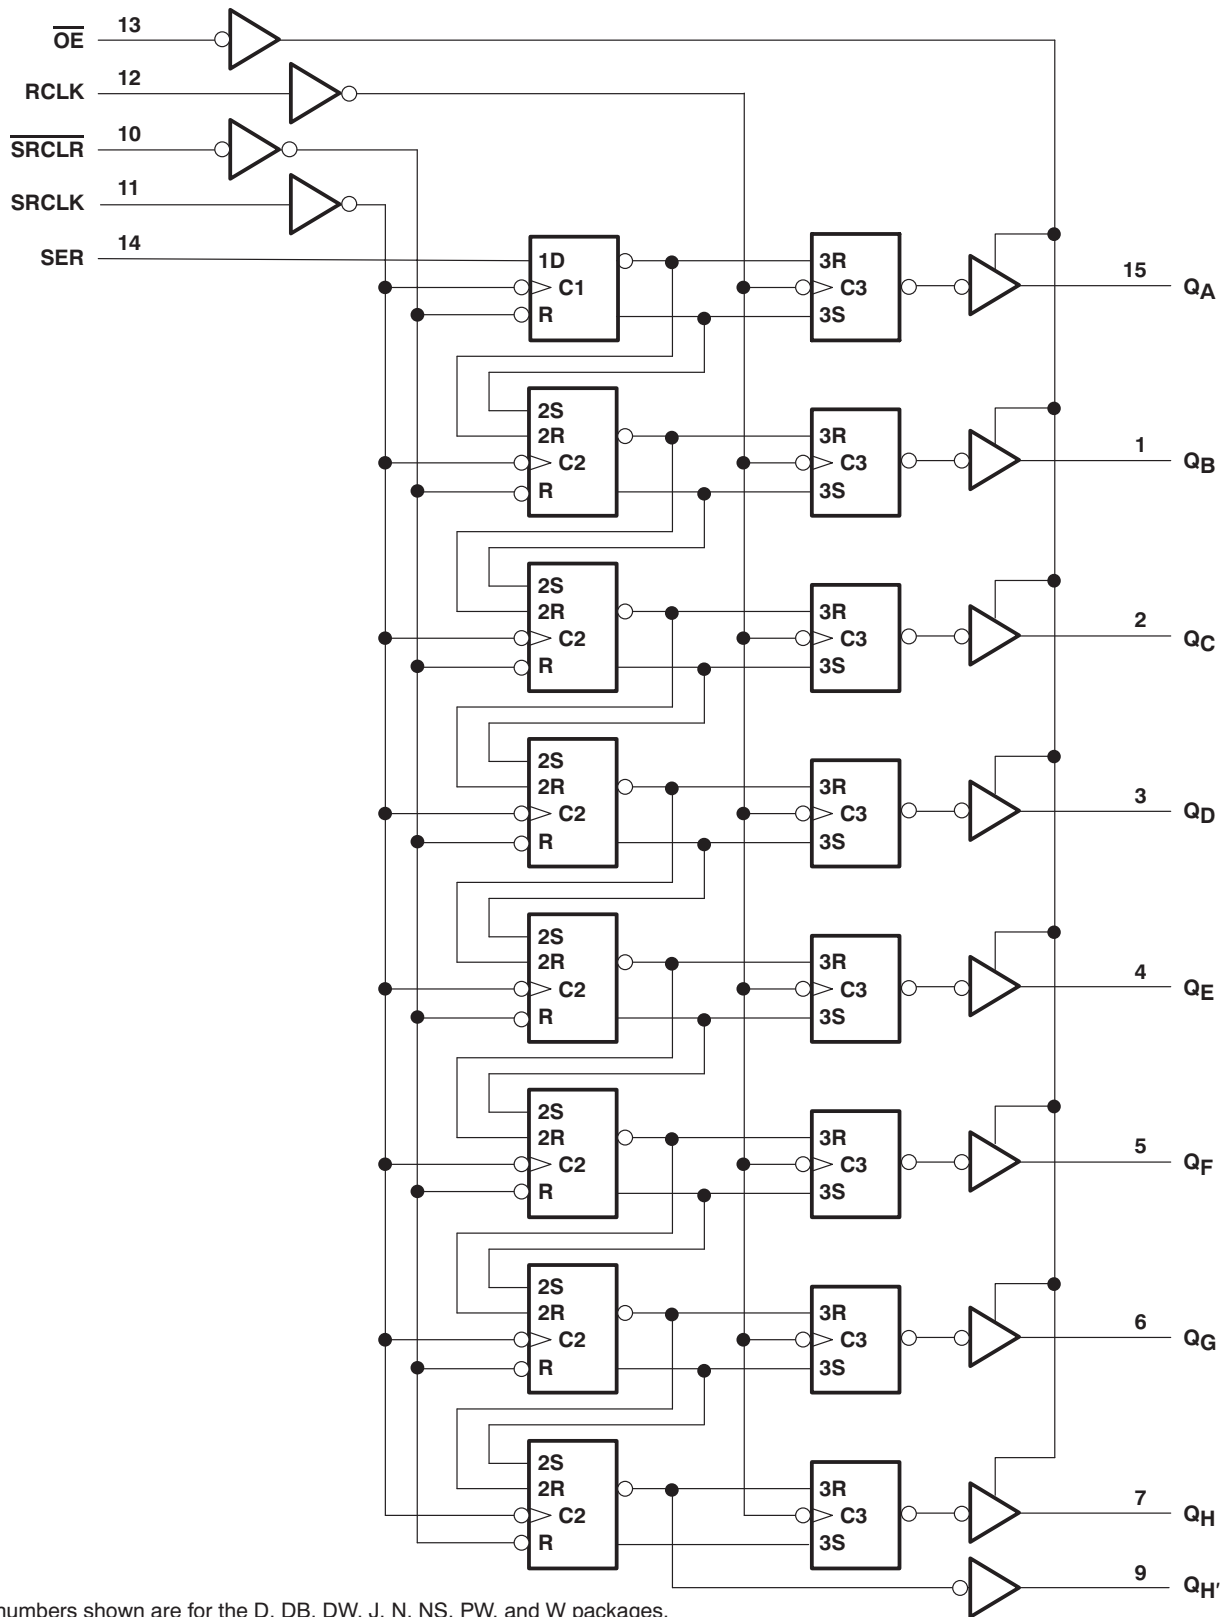 OE 13
RCLK 12
SRCLR 10
SRCLK 11
SER 14
1D
C1
R
3R
C3
3S
15 QA
2S
2R
C2
R
3R
C3
3S
1 QB
2S
2R
C2
R
3R
C3
3S
2 QC
2S
2R
C2
R
3R
C3
3S
3 QD
2S
2R
C2
R
3R
C3
3S
4 QE
2S
2R
C2
R
3R
C3
3S
5 QF
2S
2R
C2
R
3R
C3
3S
6 QG
2S
2R
C2
R
3R
C3
3S
7 QH
9 QH'
numbers shown are for the D, DB, DW, J, N, NS, PW, and W packages.